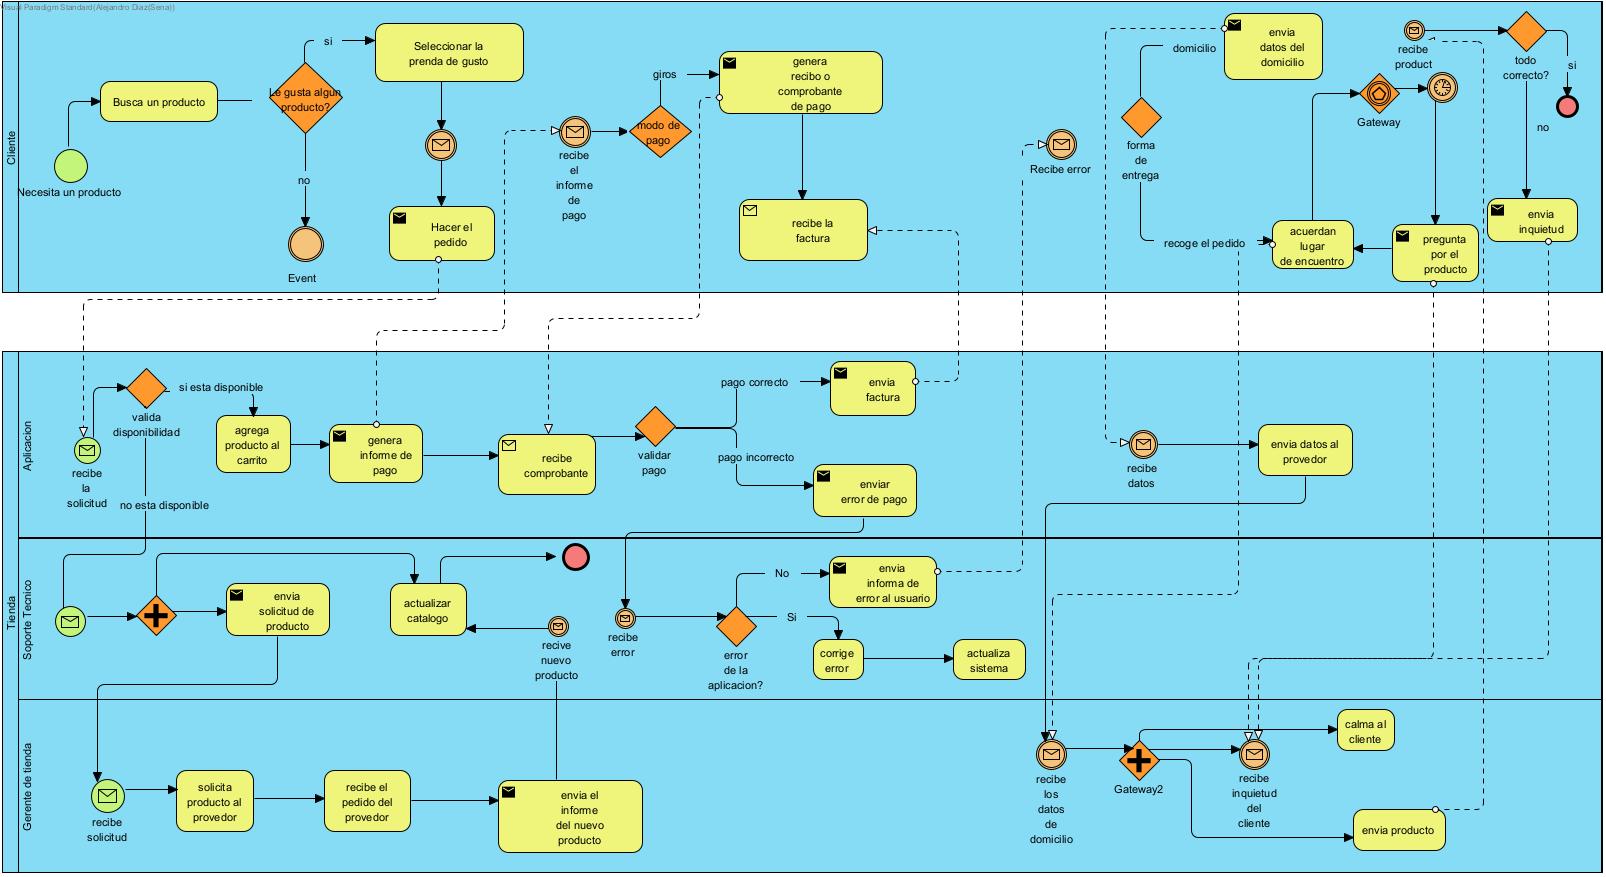 Visual Paradigm Standard(Alejandro Diaz(Sena))
Cliente
Necesita un producto
Busca un producto
Le gusta algun
producto?
si
no
Event
Seleccionar la
prenda de gusto
Hacer el
pedido
recibe
el
informe
de
pago
modo de
pago
giros
genera
recibo o
comprobante
de pago
recibe la
factura
Recibe error
forma
de
entrega
domicilio
recoge el pedido
envia
datos del
domicilio
acuerdan
lugar
de encuentro
Gateway
pregunta
por el
producto
recibe
product
todo
correcto?
si
no
envia
inquietud
Tienda
Aplicacion
recibe
la
solicitud
valida
disponibilidad
si esta disponible
no esta disponible
agrega
producto al
carrito
genera
informe de
pago
recibe
comprobante
validar
pago
pago correcto
pago incorrecto
envia
factura
enviar
error de pago
recibe
datos
envia datos al
provedor
Soporte Tecnico
envia
solicitud de
producto
actualizar
catalogo
recive
nuevo
producto
recibe
error
error
de la
aplicacion?
No
Si
envia
informa de
error al usuario
corrige
error
actualiza
sistema
Gerente de tienda
recibe
solicitud
solicita
producto al
provedor
recibe el
pedido del
provedor
envia el
informe
del nuevo
producto
recibe
los
datos
de
domicilio
Gateway2
recibe
inquietud
del
cliente
calma al
cliente
envia producto